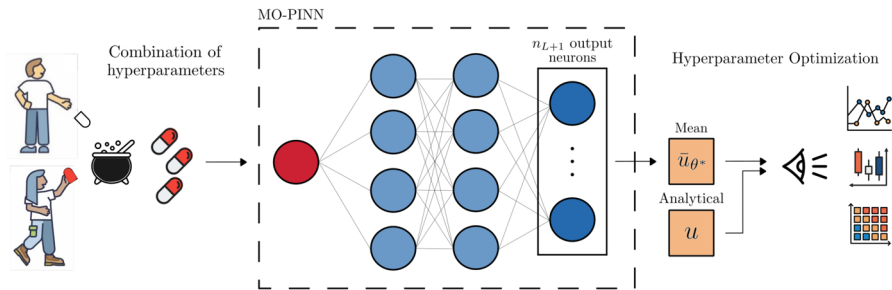 MO-PINN
Combination of
hyperparameters
n_{L+1} output
neurons
Hyperparameter Optimization
Mean
ū_{θ*}
Analytical
u